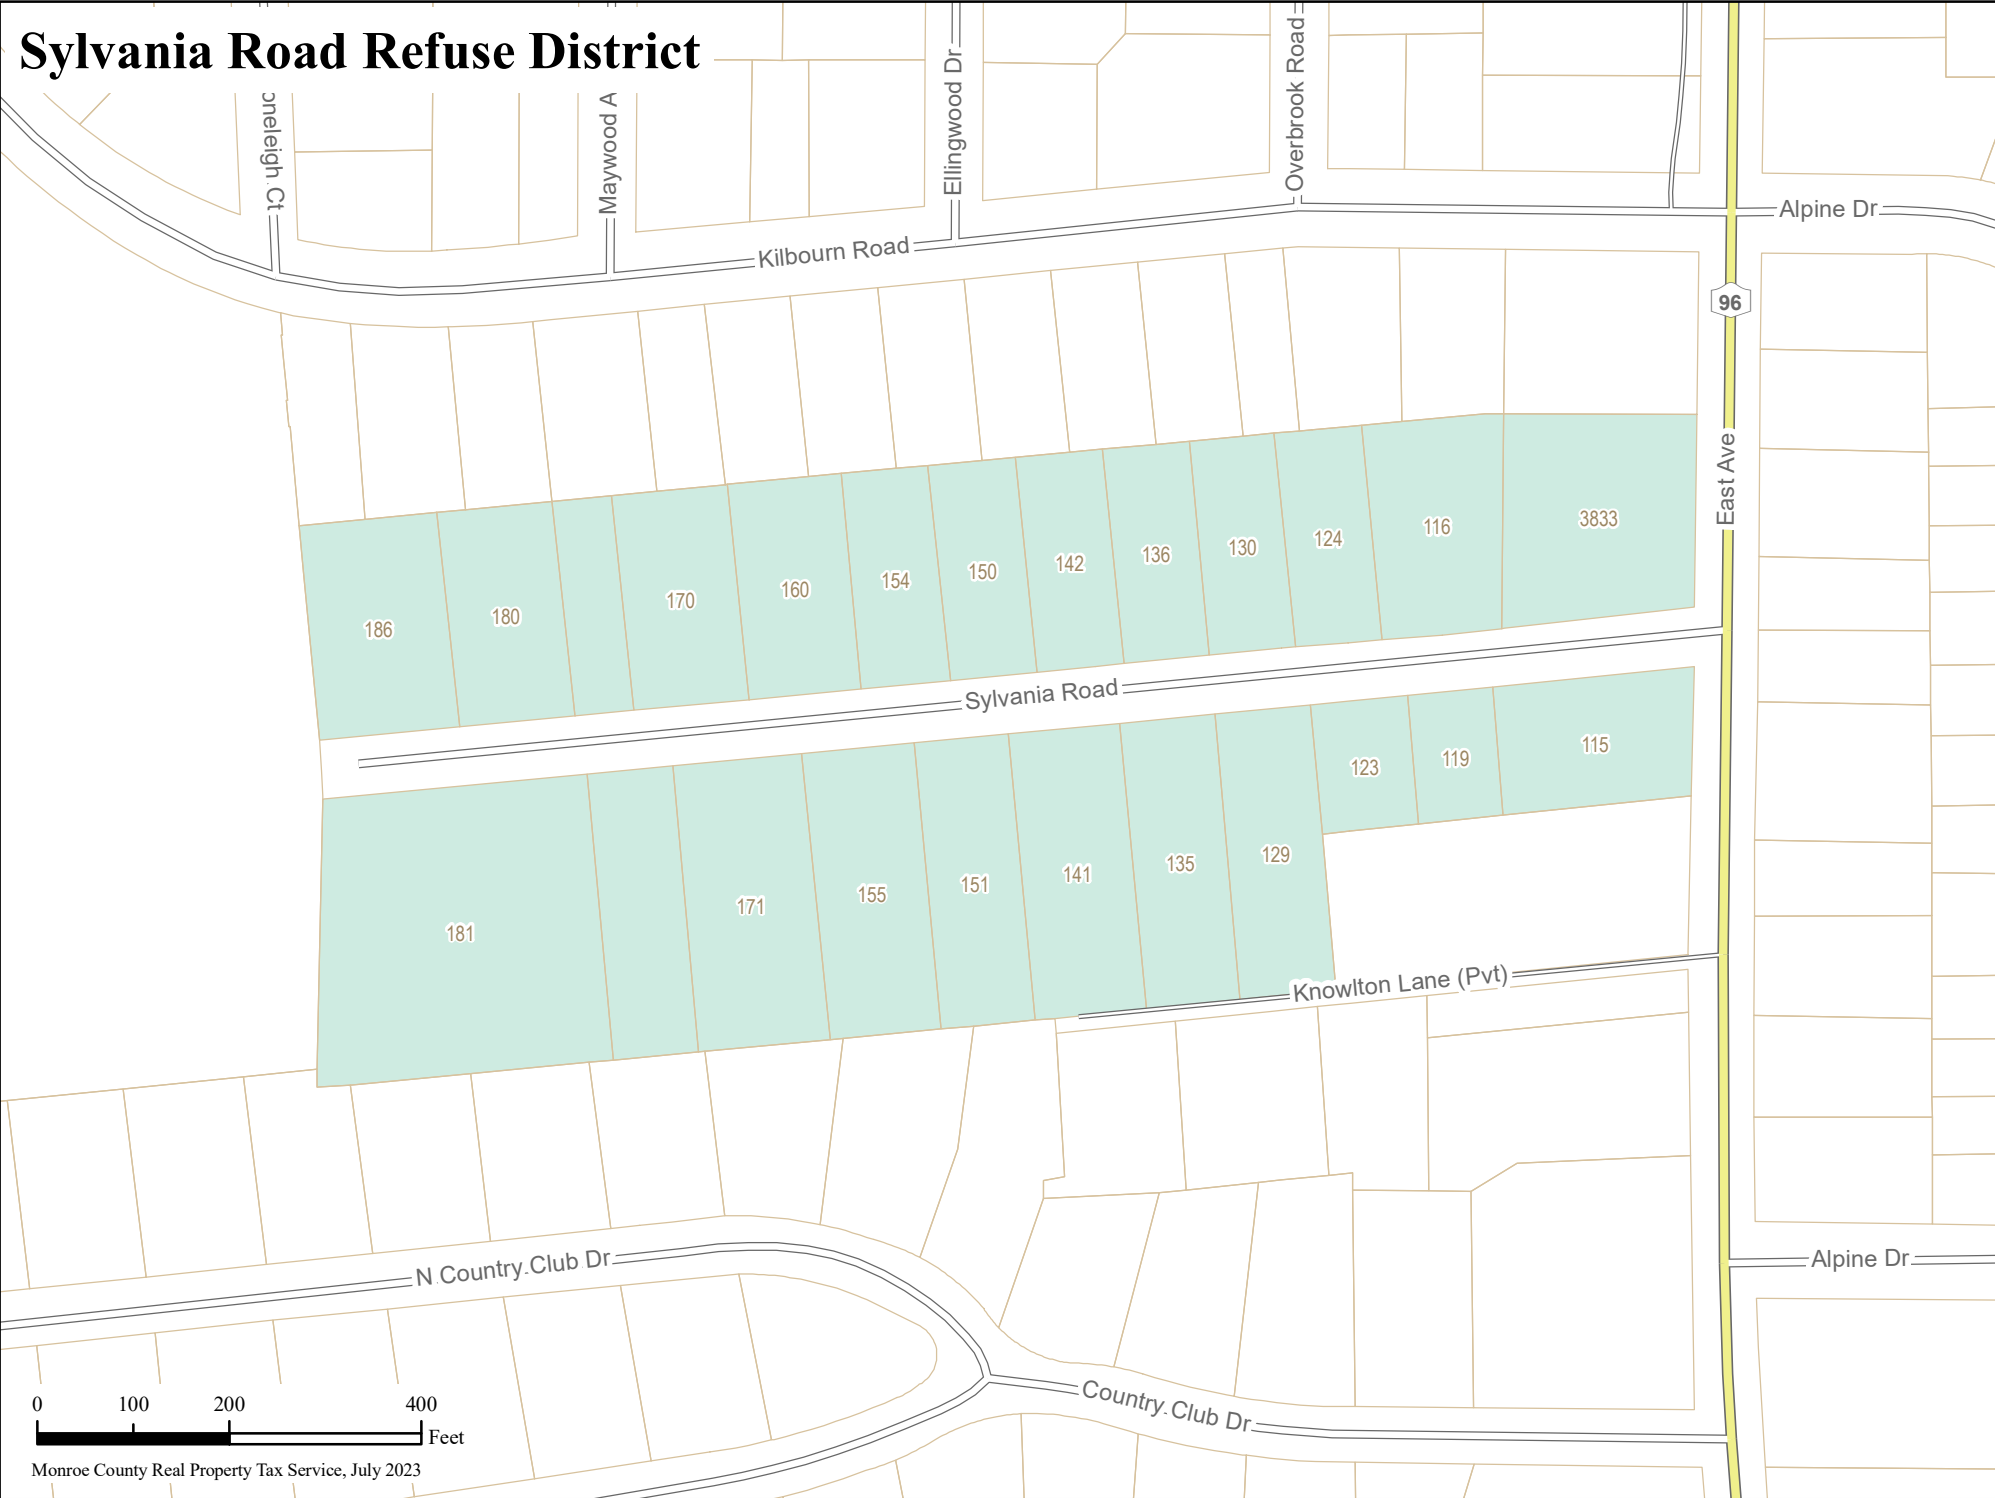 Sylvania Road Refuse District
oneleigh Ct
Maywood A
Ellingwood Dr
Overbrook Road
Kilbourn Road
Alpine Dr
96
East Ave
186
180
170
160
154
150
142
136
130
124
116
3833
Sylvania Road
181
171
155
151
141
135
129
123
119
115
Knowlton Lane (Pvt)
N Country Club Dr
Alpine Dr
Country Club Dr
0 100 200 400
Feet
Monroe County Real Property Tax Service, July 2023